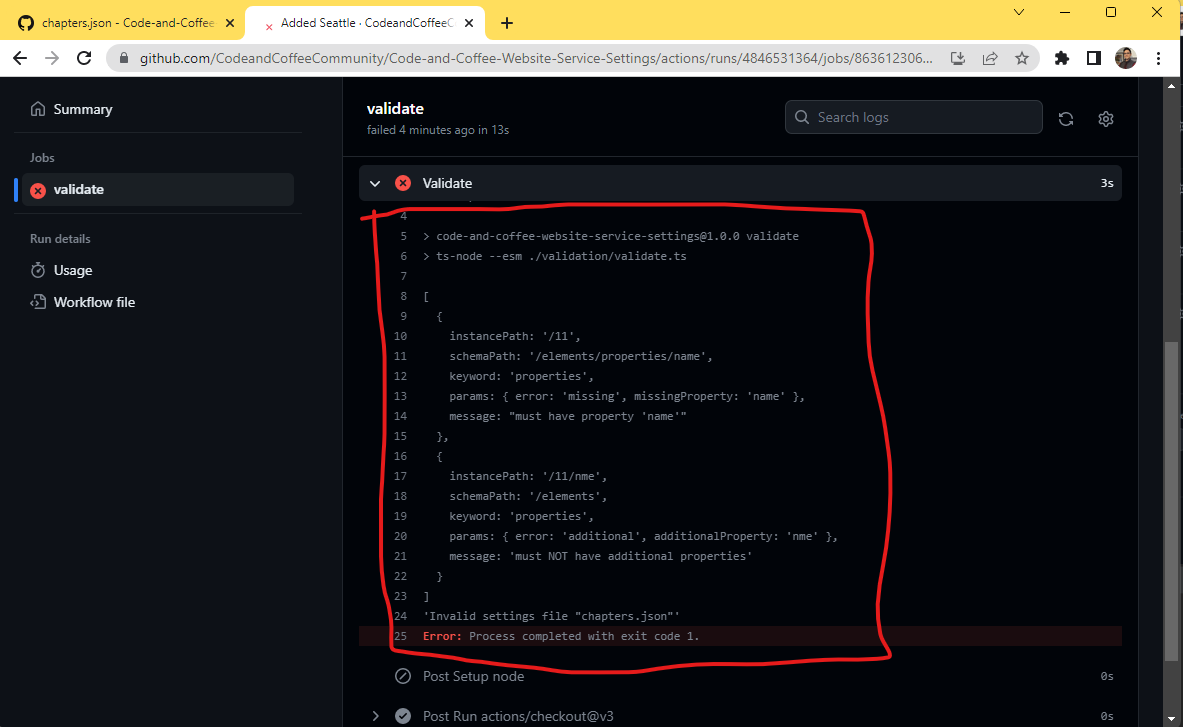 chapters.json - Code-and-Coffee
Added Seattle · CodeandCoffeeC
github.com/CodeandCoffeeCommunity/Code-and-Coffee-Website-Service-Settings/actions/runs/4846531364/jobs/863612306...
Summary
Jobs
validate
Run details
Usage
Workflow file
validate
failed 4 minutes ago in 13s
Search logs
Validate
3s
4
5 > code-and-coffee-website-service-settings@1.0.0 validate
6 > ts-node --esm ./validation/validate.ts
7
8 [
9 {
10 instancePath: '/11',
11 schemaPath: '/elements/properties/name',
12 keyword: 'properties',
13 params: { error: 'missing', missingProperty: 'name' },
14 message: "must have property 'name'"
15 },
16 {
17 instancePath: '/11/nme',
18 schemaPath: '/elements',
19 keyword: 'properties',
20 params: { error: 'additional', additionalProperty: 'nme' },
21 message: 'must NOT have additional properties'
22 }
23 ]
24 'Invalid settings file "chapters.json"'
25 Error: Process completed with exit code 1.
Post Setup node
0s
Post Run actions/checkout@v3
0s